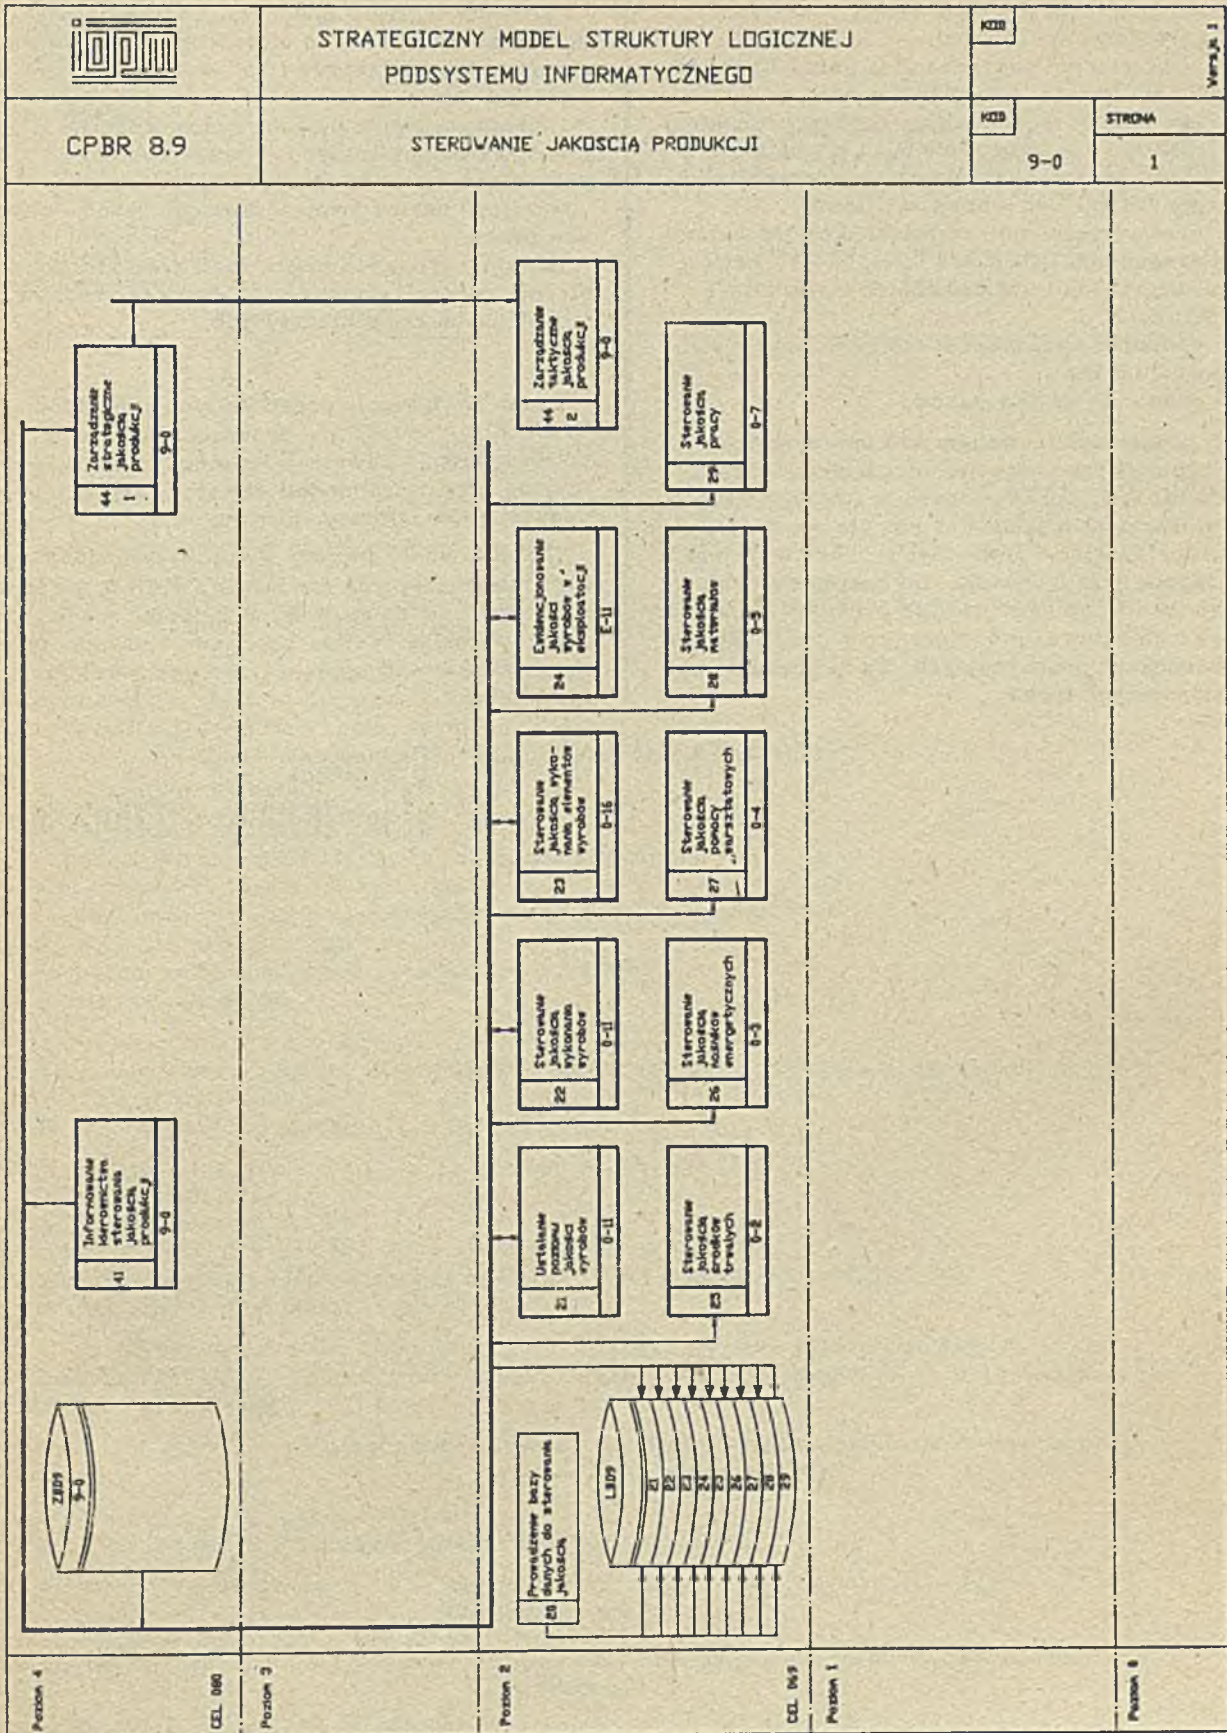 STRATEGICZNY MODEL STRUKTURY LOGICZNEJ
PODSYSTEMU INFORMATYCZNEGO
KOD
Wersja 1
CPBR 8.9
STEROWANIE JAKOSCIĄ PRODUKCJI
KOD
9-0
STRONA
1
Poziom 4
CEL 080
ZBD9
9-0
41
Informowanie
kierownictwa
sterowania
jakością
produkcji
9-0
44
1
Zarządzanie
strategiczne
jakością
produkcji
9-0
Poziom 3
Poziom 2
CEL 069
20
Prowadzenie bazy
danych do sterowania
jakością
LBD9
21
22
23
24
25
26
27
28
29
21
Ustalanie
poziomu
jakości
wyrobów
0-11
22
Sterowanie
jakością
wykonania
wyrobów
0-11
23
Sterowanie
jakością wyko-
nania elementów
wyrobów
0-16
24
Ewidencjonowanie
jakości
wyrobów w
eksploatacji
E-11
44
2
Zarządzanie
taktyczne
jakością
produkcji
9-0
25
Sterowanie
jakością
środków
trwałych
0-2
26
Sterowanie
jakością
nośników
energetycznych
0-3
27
Sterowanie
jakością
pomocy
warsztatowych
0-4
28
Sterowanie
jakością
materiałów
0-5
29
Sterowanie
jakością
pracy
0-7
Poziom 1
Poziom 0